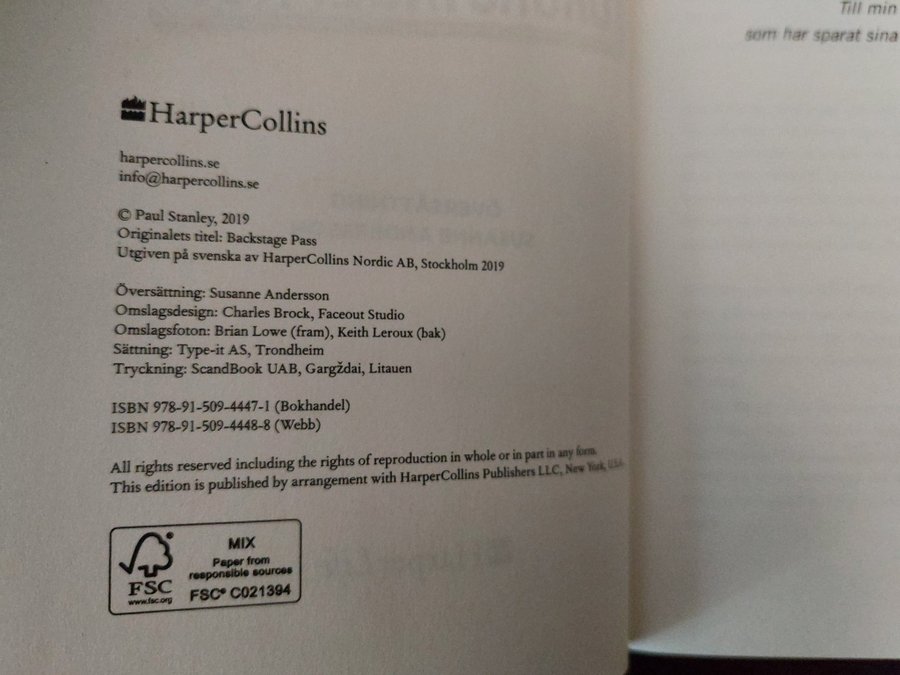 HarperCollins
harpercollins.se
info@harpercollins.se
© Paul Stanley, 2019
Originalets titel: Backstage Pass
Utgiven på svenska av HarperCollins Nordic AB, Stockholm 2019
Översättning: Susanne Andersson
Omslagsdesign: Charles Brock, Faceout Studio
Omslagsfoton: Brian Lowe (fram), Keith Leroux (bak)
Sättning: Type-it AS, Trondheim
Tryckning: ScandBook UAB, Gargždai, Litauen
ISBN 978-91-509-4447-1 (Bokhandel)
ISBN 978-91-509-4448-8 (Webb)
All rights reserved including the rights of reproduction in whole or in part in any form.
This edition is published by arrangement with HarperCollins Publishers LLC, New York, U.S.A.
FSC
www.fsc.org
MIX
Paper from
responsible sources
FSC® C021394
Till min
som har sparat sina